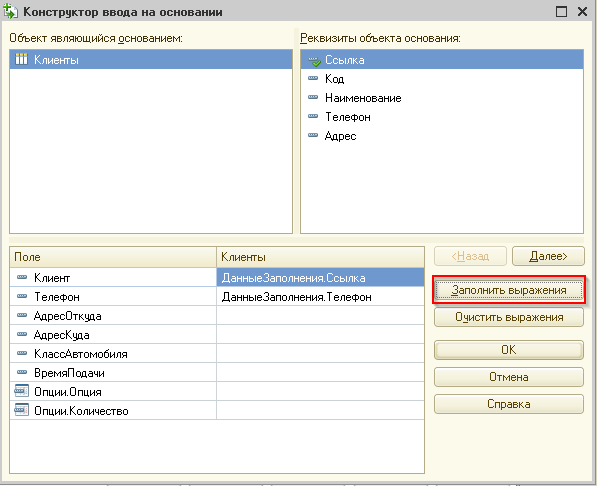 Конструктор ввода на основании
Объект являющийся основанием:
Клиенты
Реквизиты объекта основания:
Ссылка
Код
Наименование
Телефон
Адрес
Поле
Клиенты
Клиент
ДанныеЗаполнения.Ссылка
Телефон
ДанныеЗаполнения.Телефон
АдресОткуда
АдресКуда
КлассАвтомобиля
ВремяПодачи
Опции.Опция
Опции.Количество
<Назад
Далее>
Заполнить выражения
Очистить выражения
ОК
Отмена
Справка